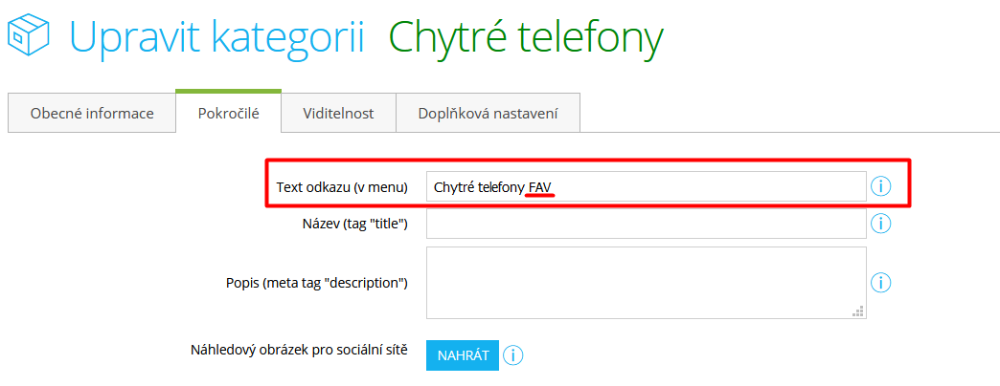 Upravit kategorii Chytré telefony
Obecné informace Pokročilé Viditelnost Doplňková nastavení
Text odkazu (v menu) Chytré telefony FAV
Název (tag "title")
Popis (meta tag "description")
Náhledový obrázek pro sociální sítě NAHRÁT